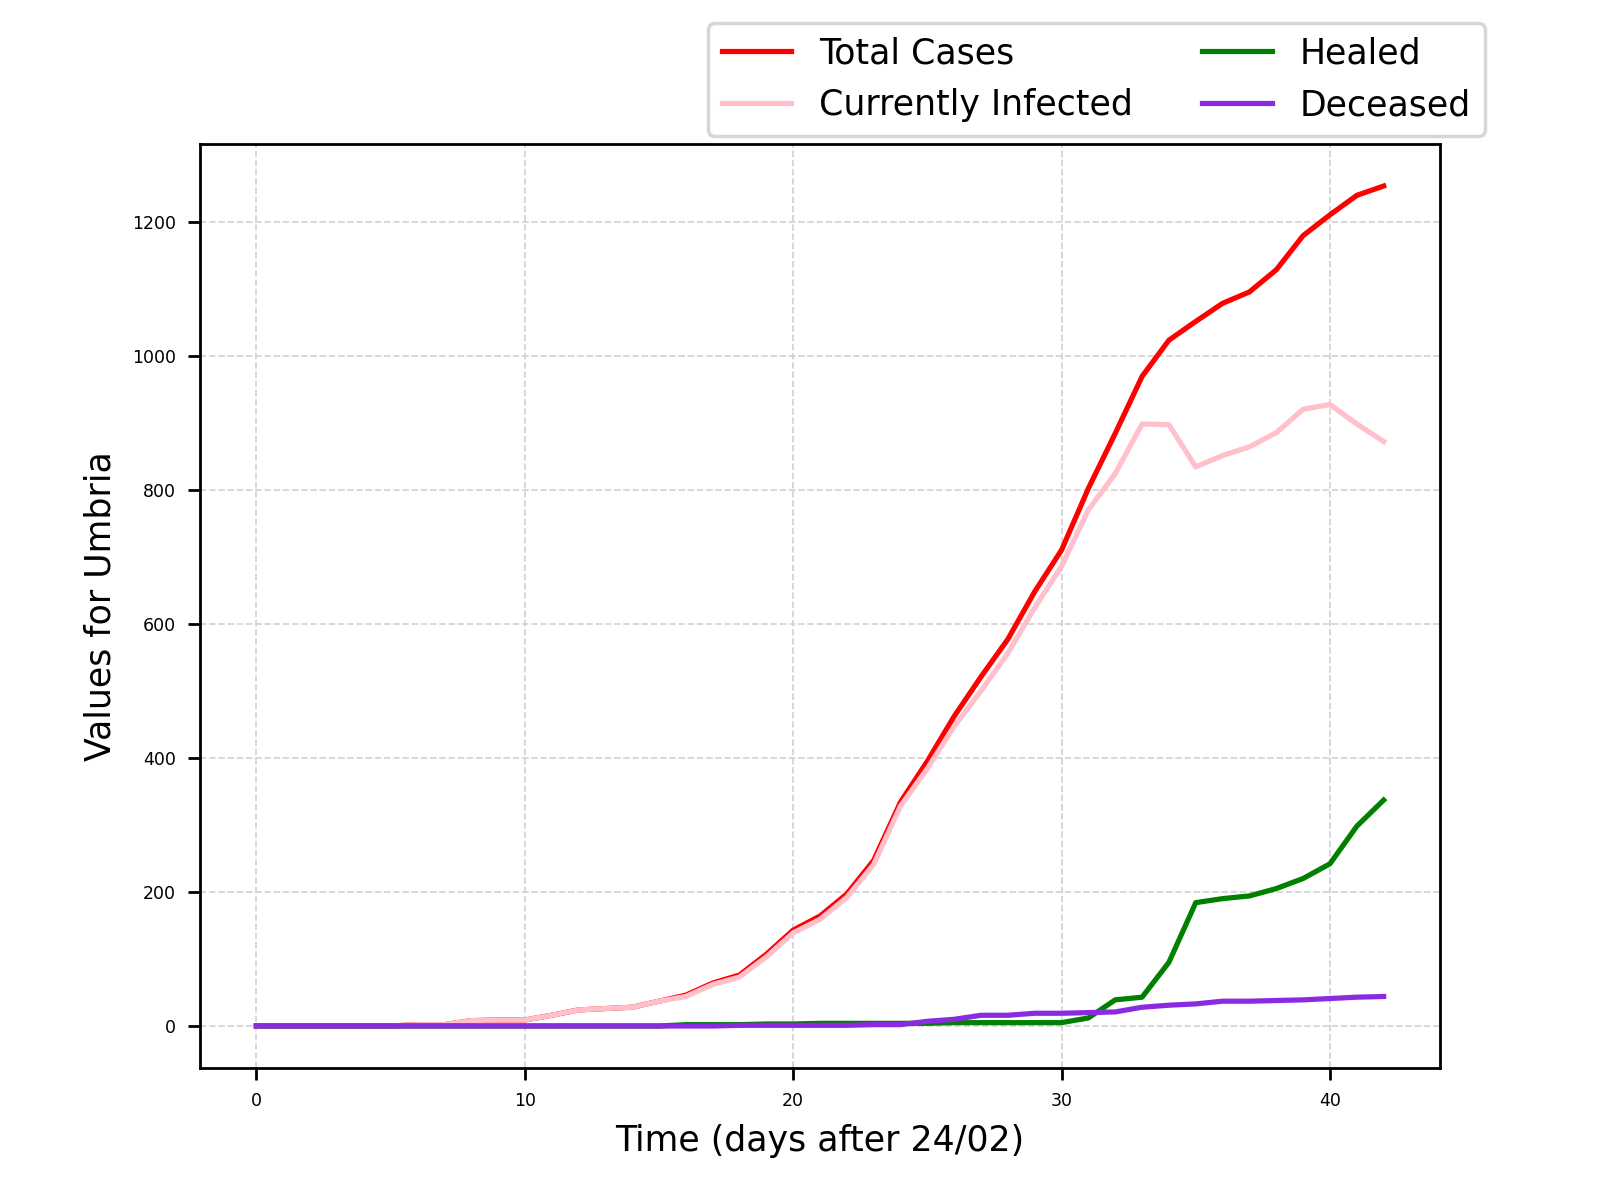 Total Cases
Currently Infected
Healed
Deceased
Values for Umbria
1200
1000
800
600
400
200
0
0 10 20 30 40
Time (days after 24/02)